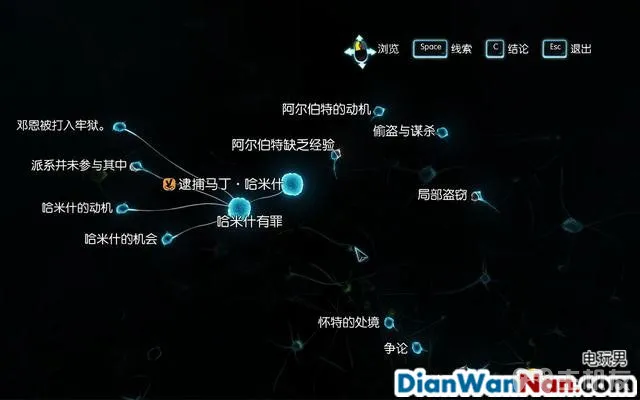 浏览 Space 线索 C 结论 Esc 退出
阿尔伯特的动机
邓恩被打入牢狱。
偷盗与谋杀
阿尔伯特缺乏经验
派系并未参与其中
逮捕马丁·哈米什
局部盗窃
哈米什的动机
哈米什有罪
哈米什的机会
怀特的处境
争论
电玩男
DianWanNan.com